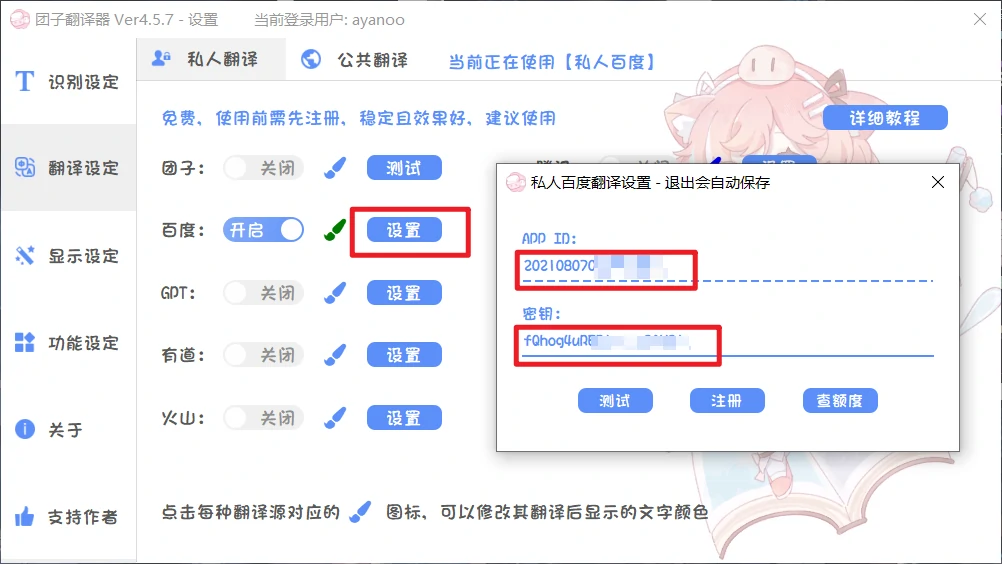 团子翻译器 Ver4.5.7 - 设置 当前登录用户: ayanoo
私人翻译 公共翻译 当前正在使用【私人百度】
识别设定
翻译设定
显示设定
功能设定
关于
支持作者
免费, 使用前需先注册, 稳定且效果好, 建议使用
详细教程
团子: 关闭 测试
百度: 开启 设置
GPT: 关闭 设置
有道: 关闭 设置
火山: 关闭 设置
点击每种翻译源对应的 图标, 可以修改其翻译后显示的文字颜色
私人百度翻译设置 - 退出会自动保存
APP ID:
202108070
密钥:
fQhog4uR
测试 注册 查额度